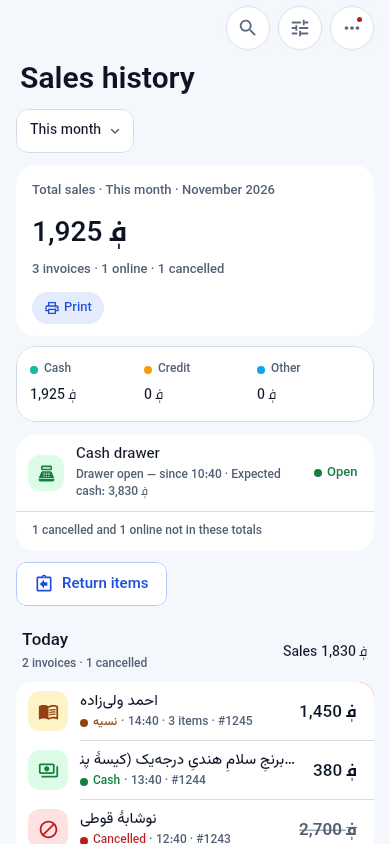 Sales history
This month
Total sales · This month · November 2026
1,925 ؋
3 invoices · 1 online · 1 cancelled
Print
Cash
Credit
Other
1,925 ؋
0 ؋
0 ؋
Cash drawer
Drawer open — since 10:40 · Expected
cash: 3,830 ؋
Open
1 cancelled and 1 online not in these totals
Return items
Today
Sales 1,830 ؋
2 invoices · 1 cancelled
احمد ولی‌زاده
1,450 ؋
نسیه · 14:40 · 3 items · #1245
برنجِ سلامِ هندیِ درجه‌یک (کیسهٔ پن…
380 ؋
Cash · 13:40 · #1244
نوشابهٔ قوطی
2,700 ؋
Cancelled · 12:40 · #1243